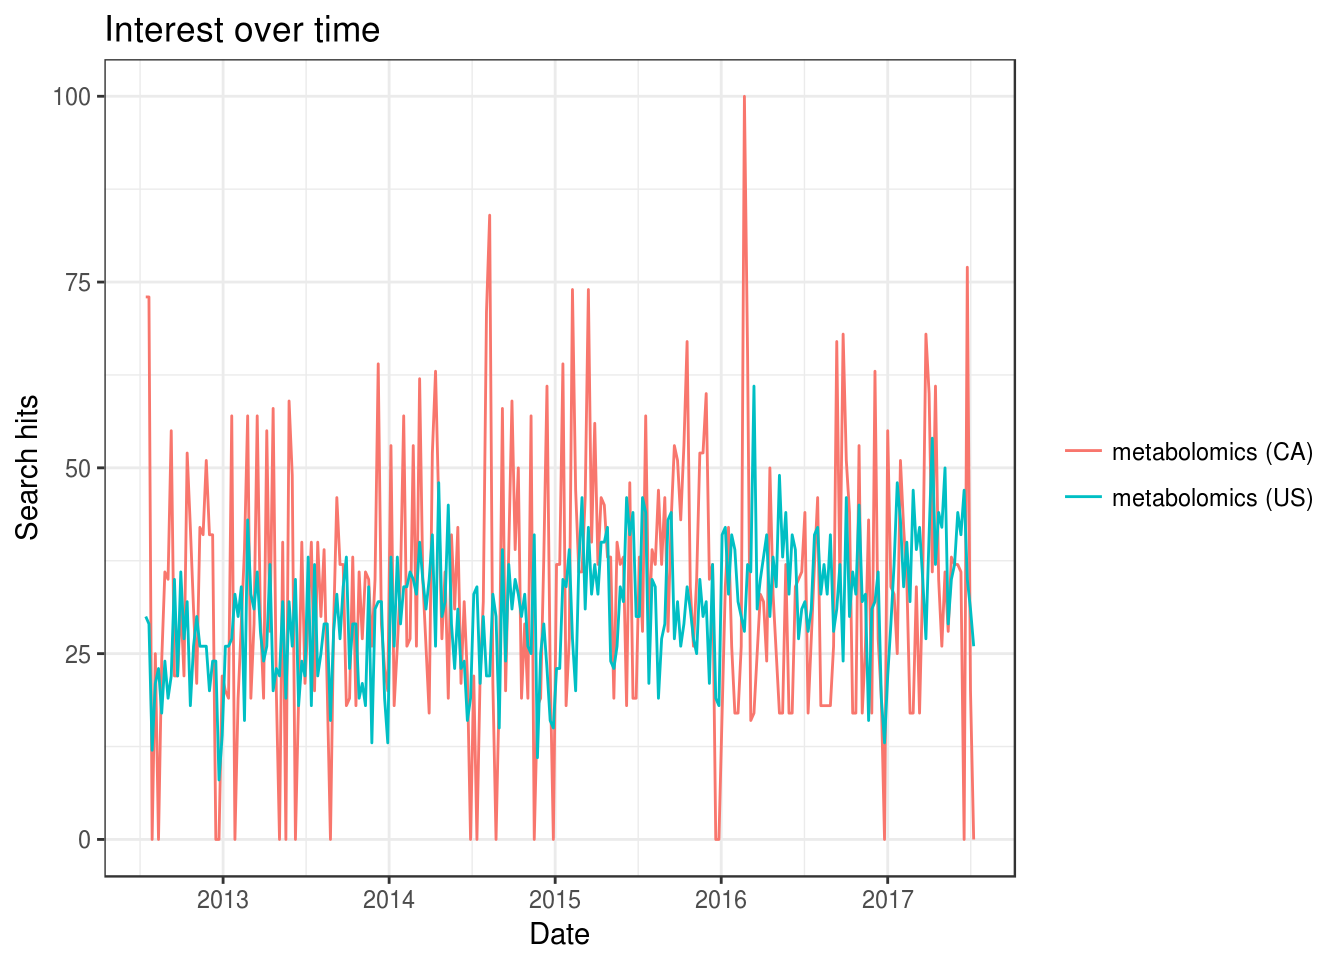 Interest over time
100
75
50
25
0
Search hits
2013 2014 2015 2016 2017
Date
metabolomics (CA)
metabolomics (US)